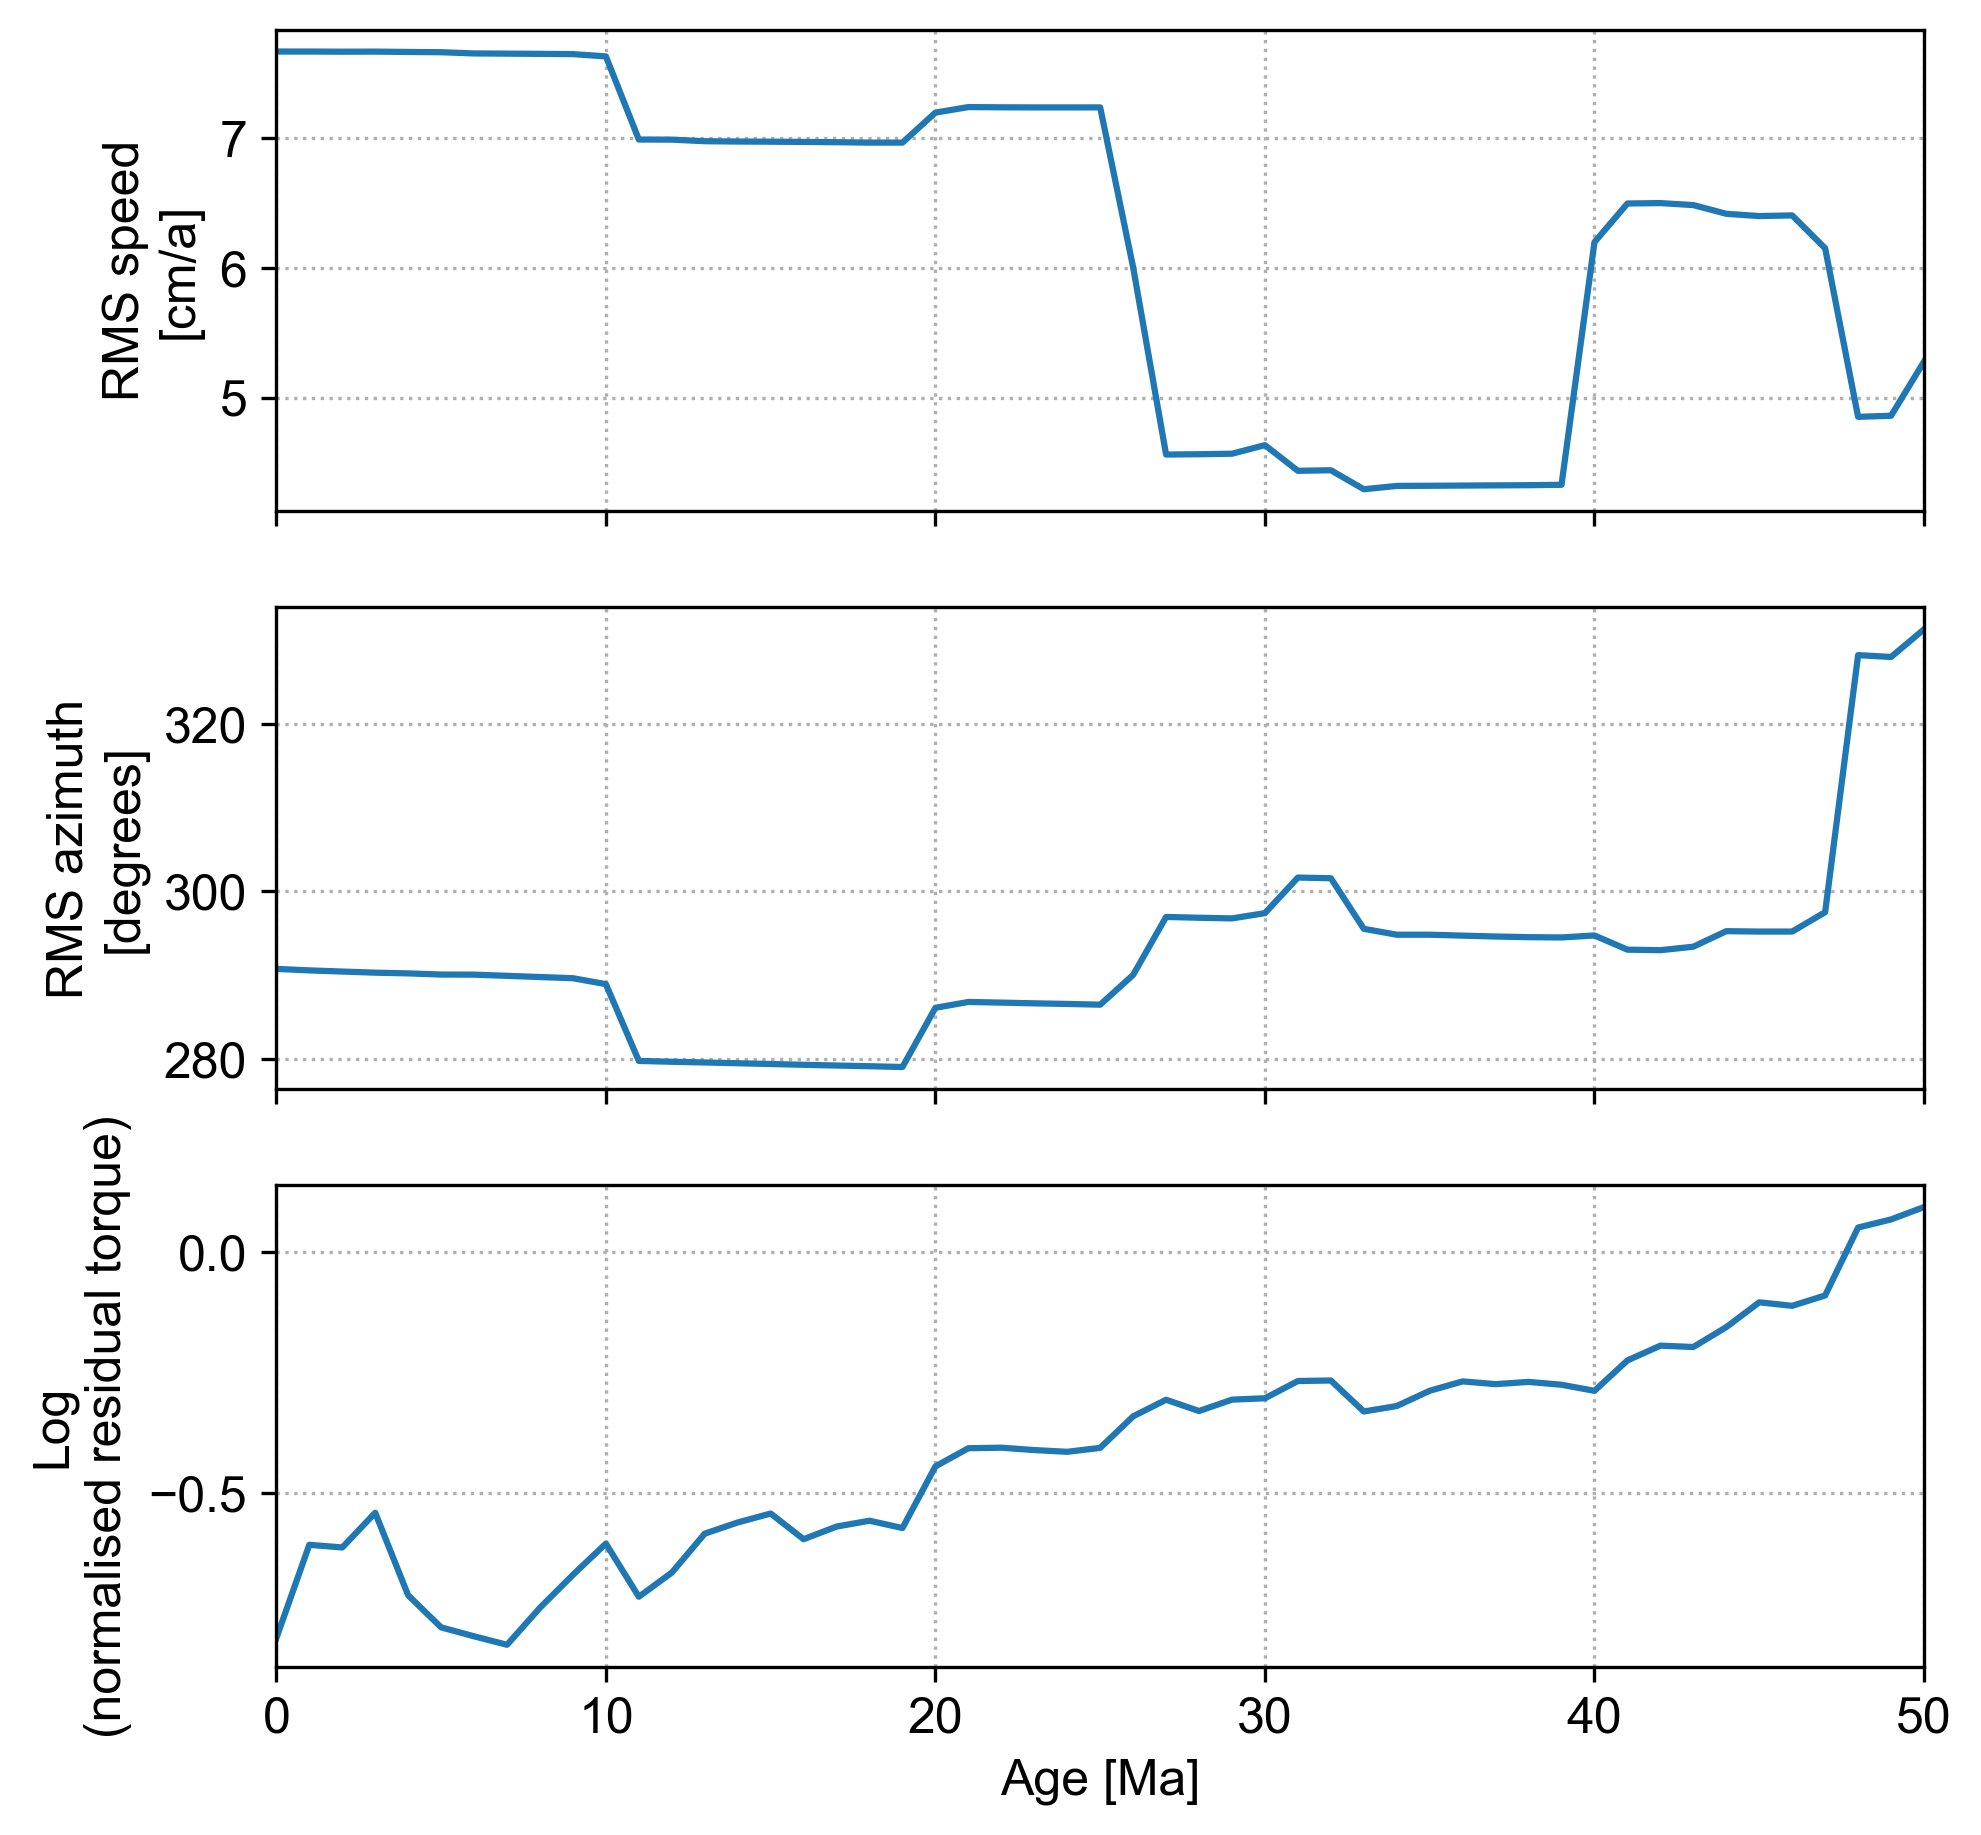 RMS speed
[cm/a]
7
6
5
RMS azimuth
[degrees]
320
300
280
Log
(normalised residual torque)
0.0
−0.5
0 10 20 30 40 50
Age [Ma]